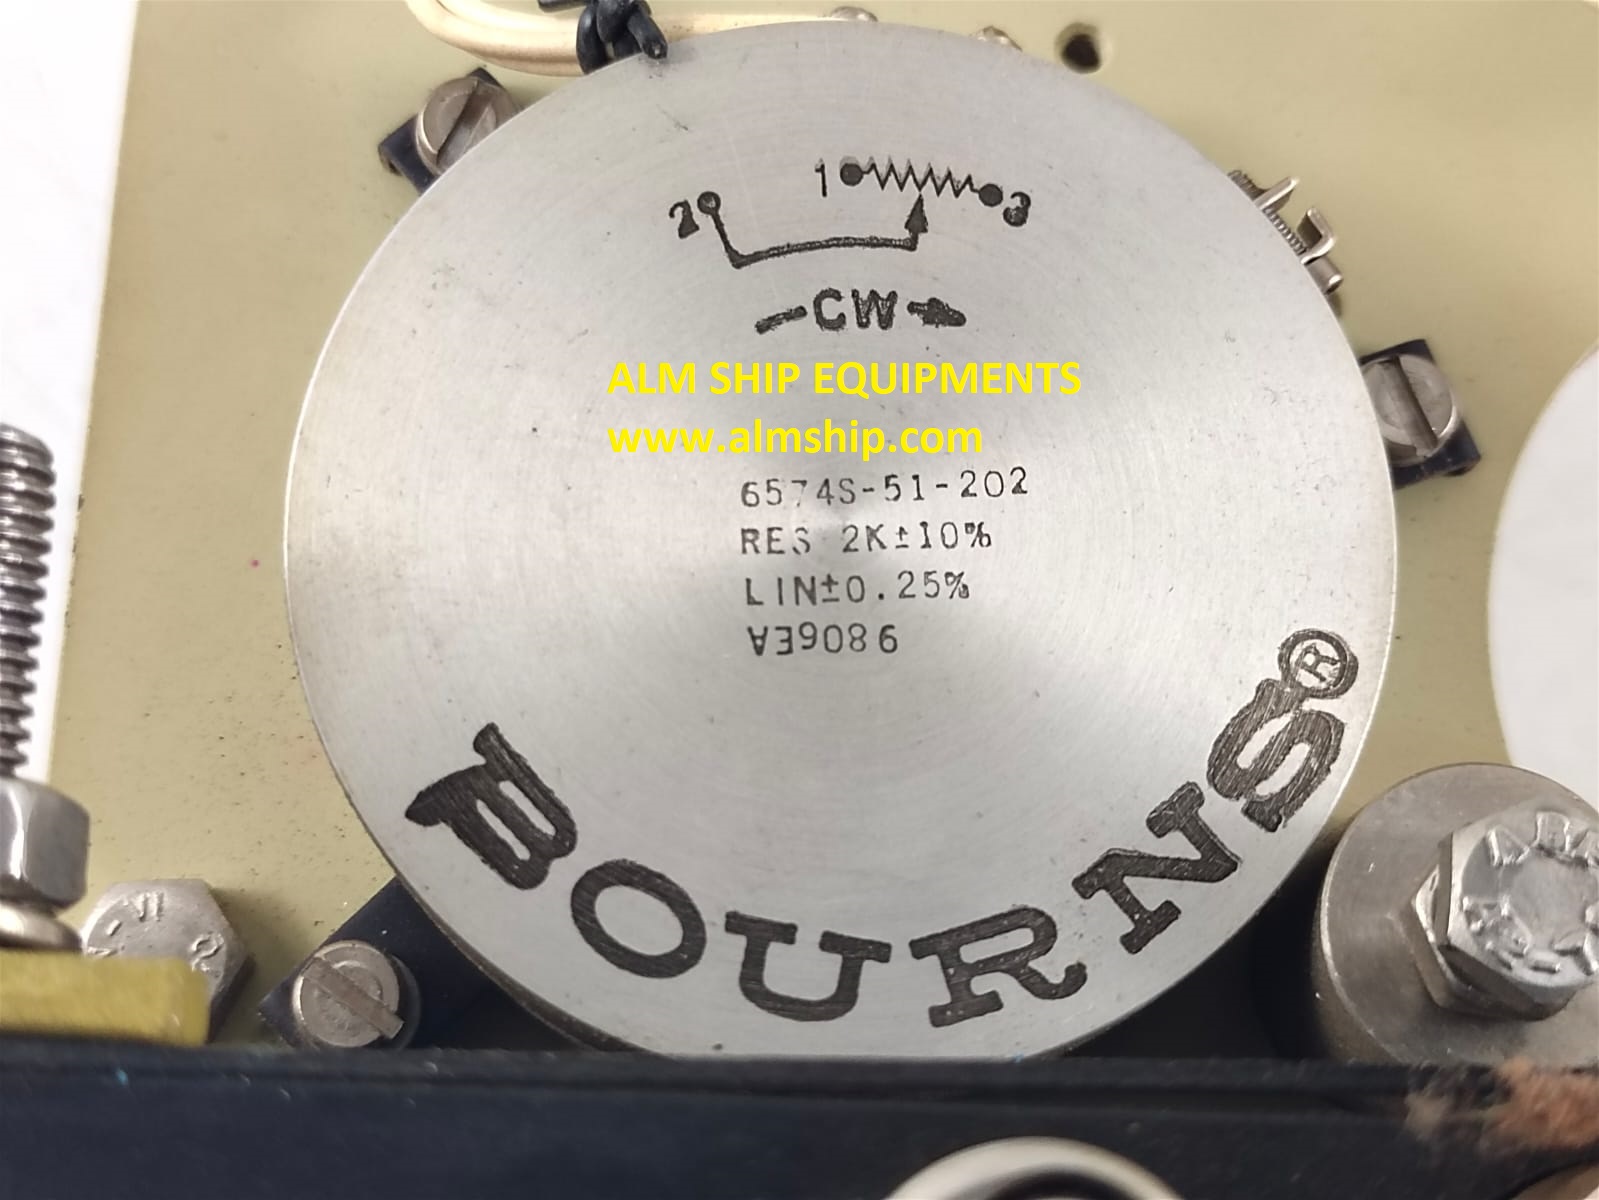 1 3
2
CW
ALM SHIP EQUIPMENTS
www.almship.com
6574S-51-202
RES 2K±10%
LIN±0.25%
BOURNS®